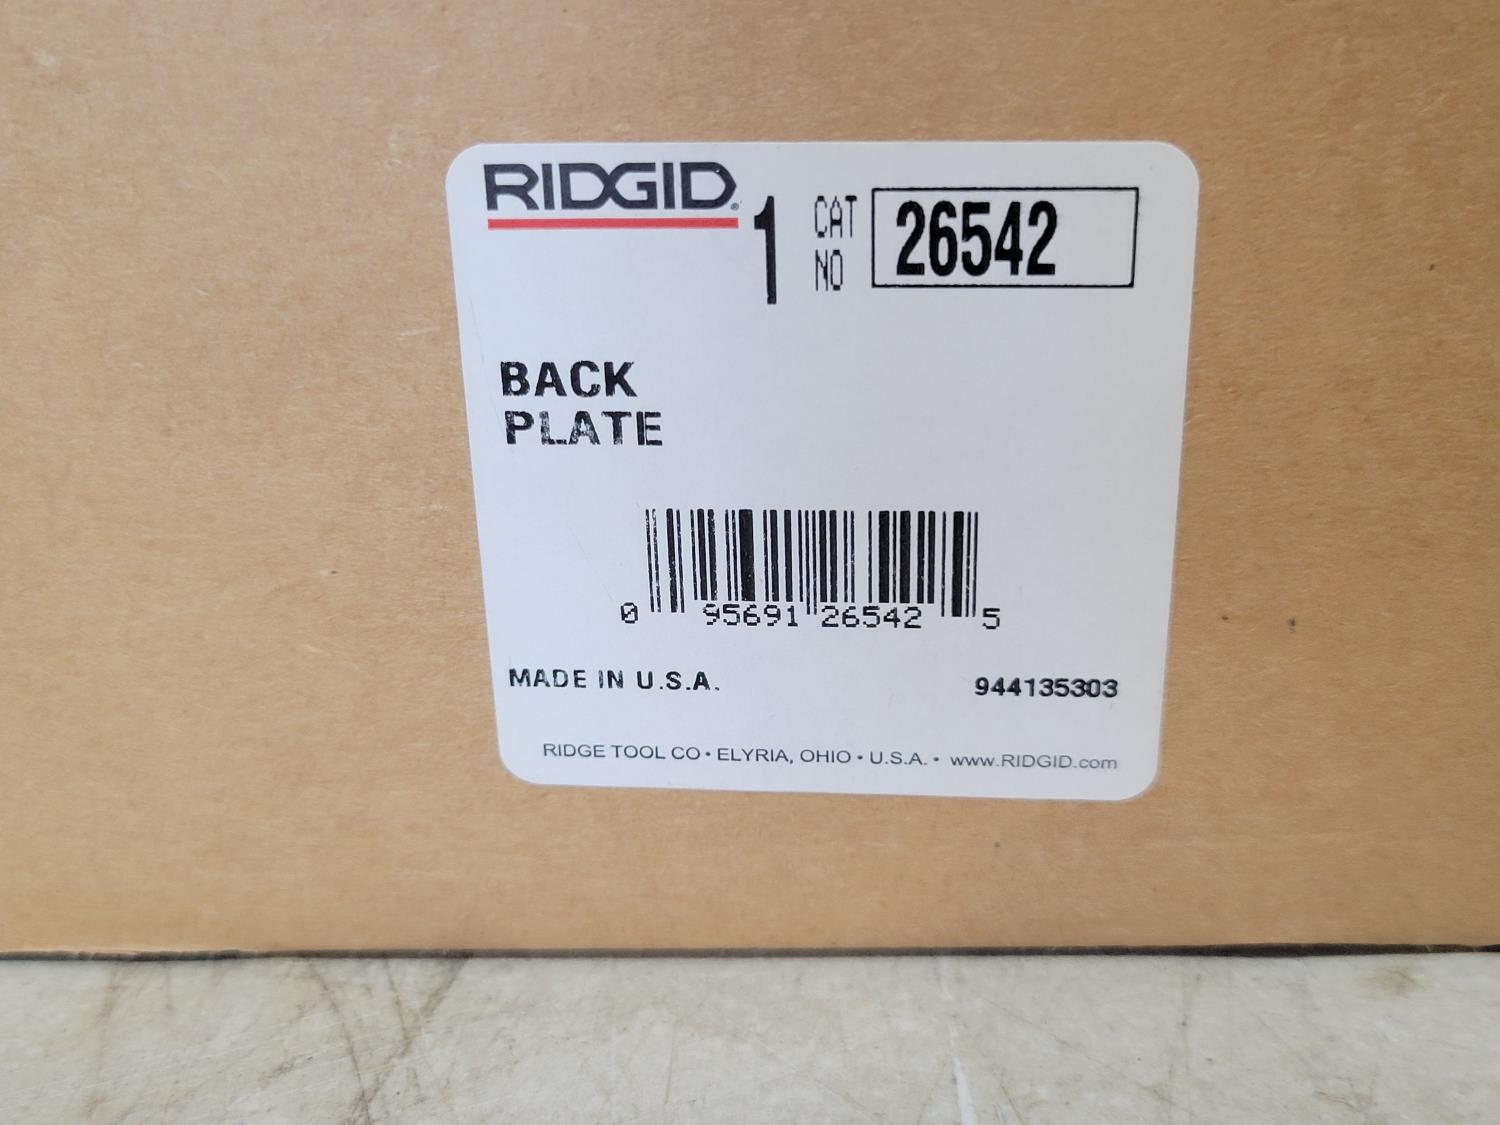 RIDGID®
1 CAT NO 26542
BACK
PLATE
0 95691 26542 5
MADE IN U.S.A. 944135303
RIDGE TOOL CO • ELYRIA, OHIO • U.S.A. • www.RIDGID.com